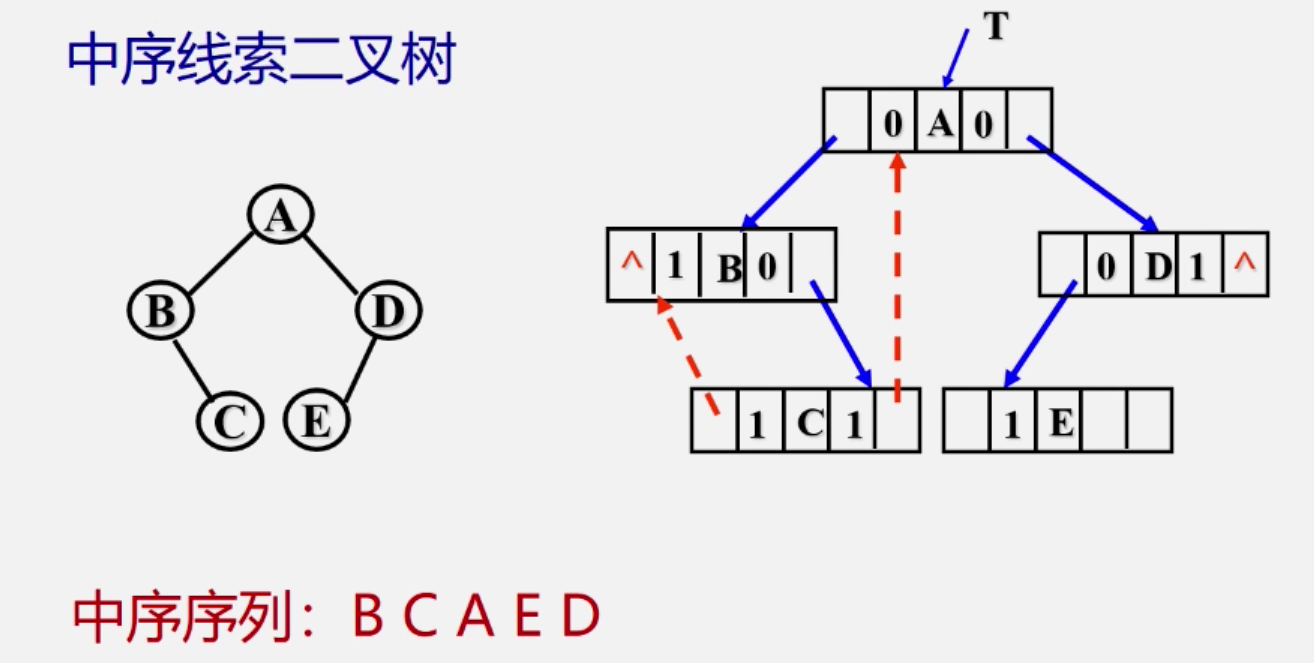 中序线索二叉树
T
0 A 0
A
^ 1 B 0
0 D 1 ^
B D
C E
1 C 1
1 E
中序序列：B C A E D